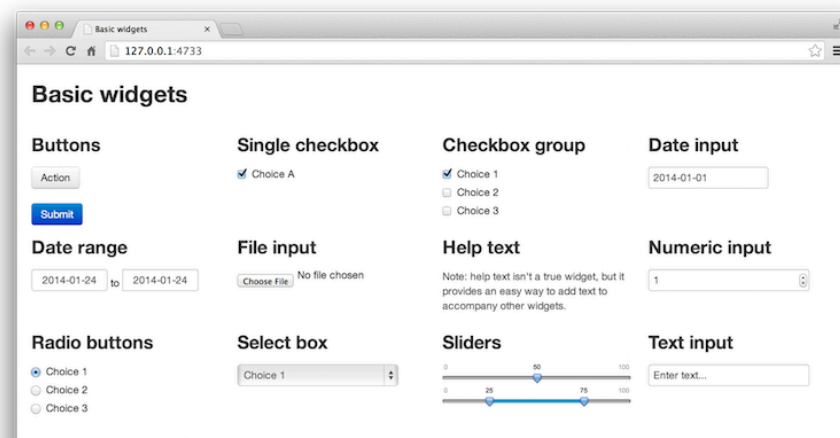 Basic widgets
127.0.0.1:4733
Basic widgets
Buttons
Action
Submit
Single checkbox
Choice A
Checkbox group
Choice 1
Choice 2
Choice 3
Date input
2014-01-01
Date range
2014-01-24 to 2014-01-24
File input
Choose File No file chosen
Help text
Note: help text isn't a true widget, but it
provides an easy way to add text to
accompany other widgets.
Numeric input
1
Radio buttons
Choice 1
Choice 2
Choice 3
Select box
Choice 1
Sliders
0 50 100
0 25 75 100
Text input
Enter text...